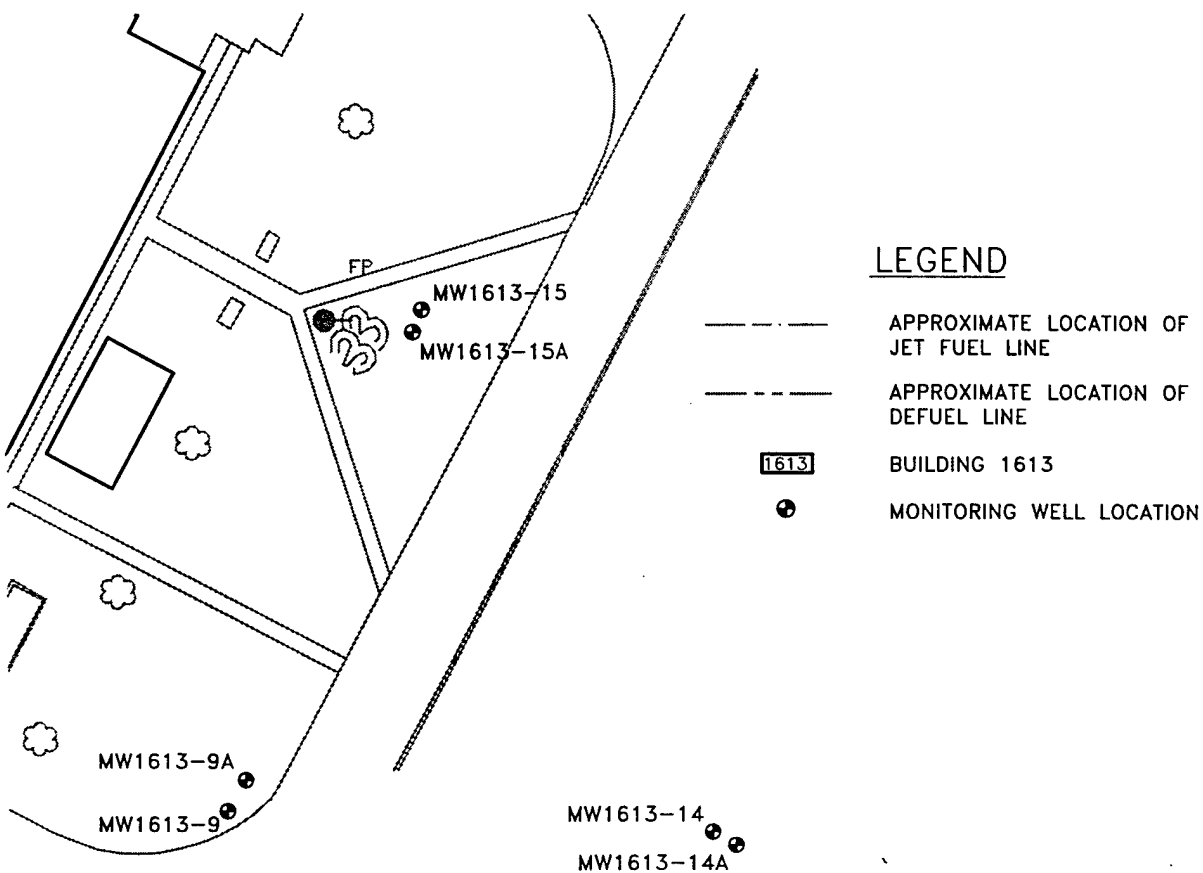 FP
MW1613-15
MW1613-15A
LEGEND
APPROXIMATE LOCATION OF
JET FUEL LINE
APPROXIMATE LOCATION OF
DEFUEL LINE
1613
BUILDING 1613
MONITORING WELL LOCATION
MW1613-9A
MW1613-9
MW1613-14
MW1613-14A